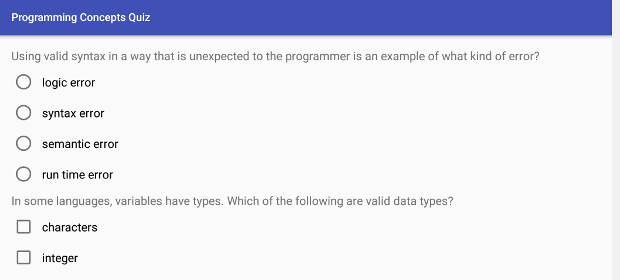 Programming Concepts Quiz
Using valid syntax in a way that is unexpected to the programmer is an example of what kind of error?
logic error
syntax error
semantic error
run time error
In some languages, variables have types. Which of the following are valid data types?
characters
integer